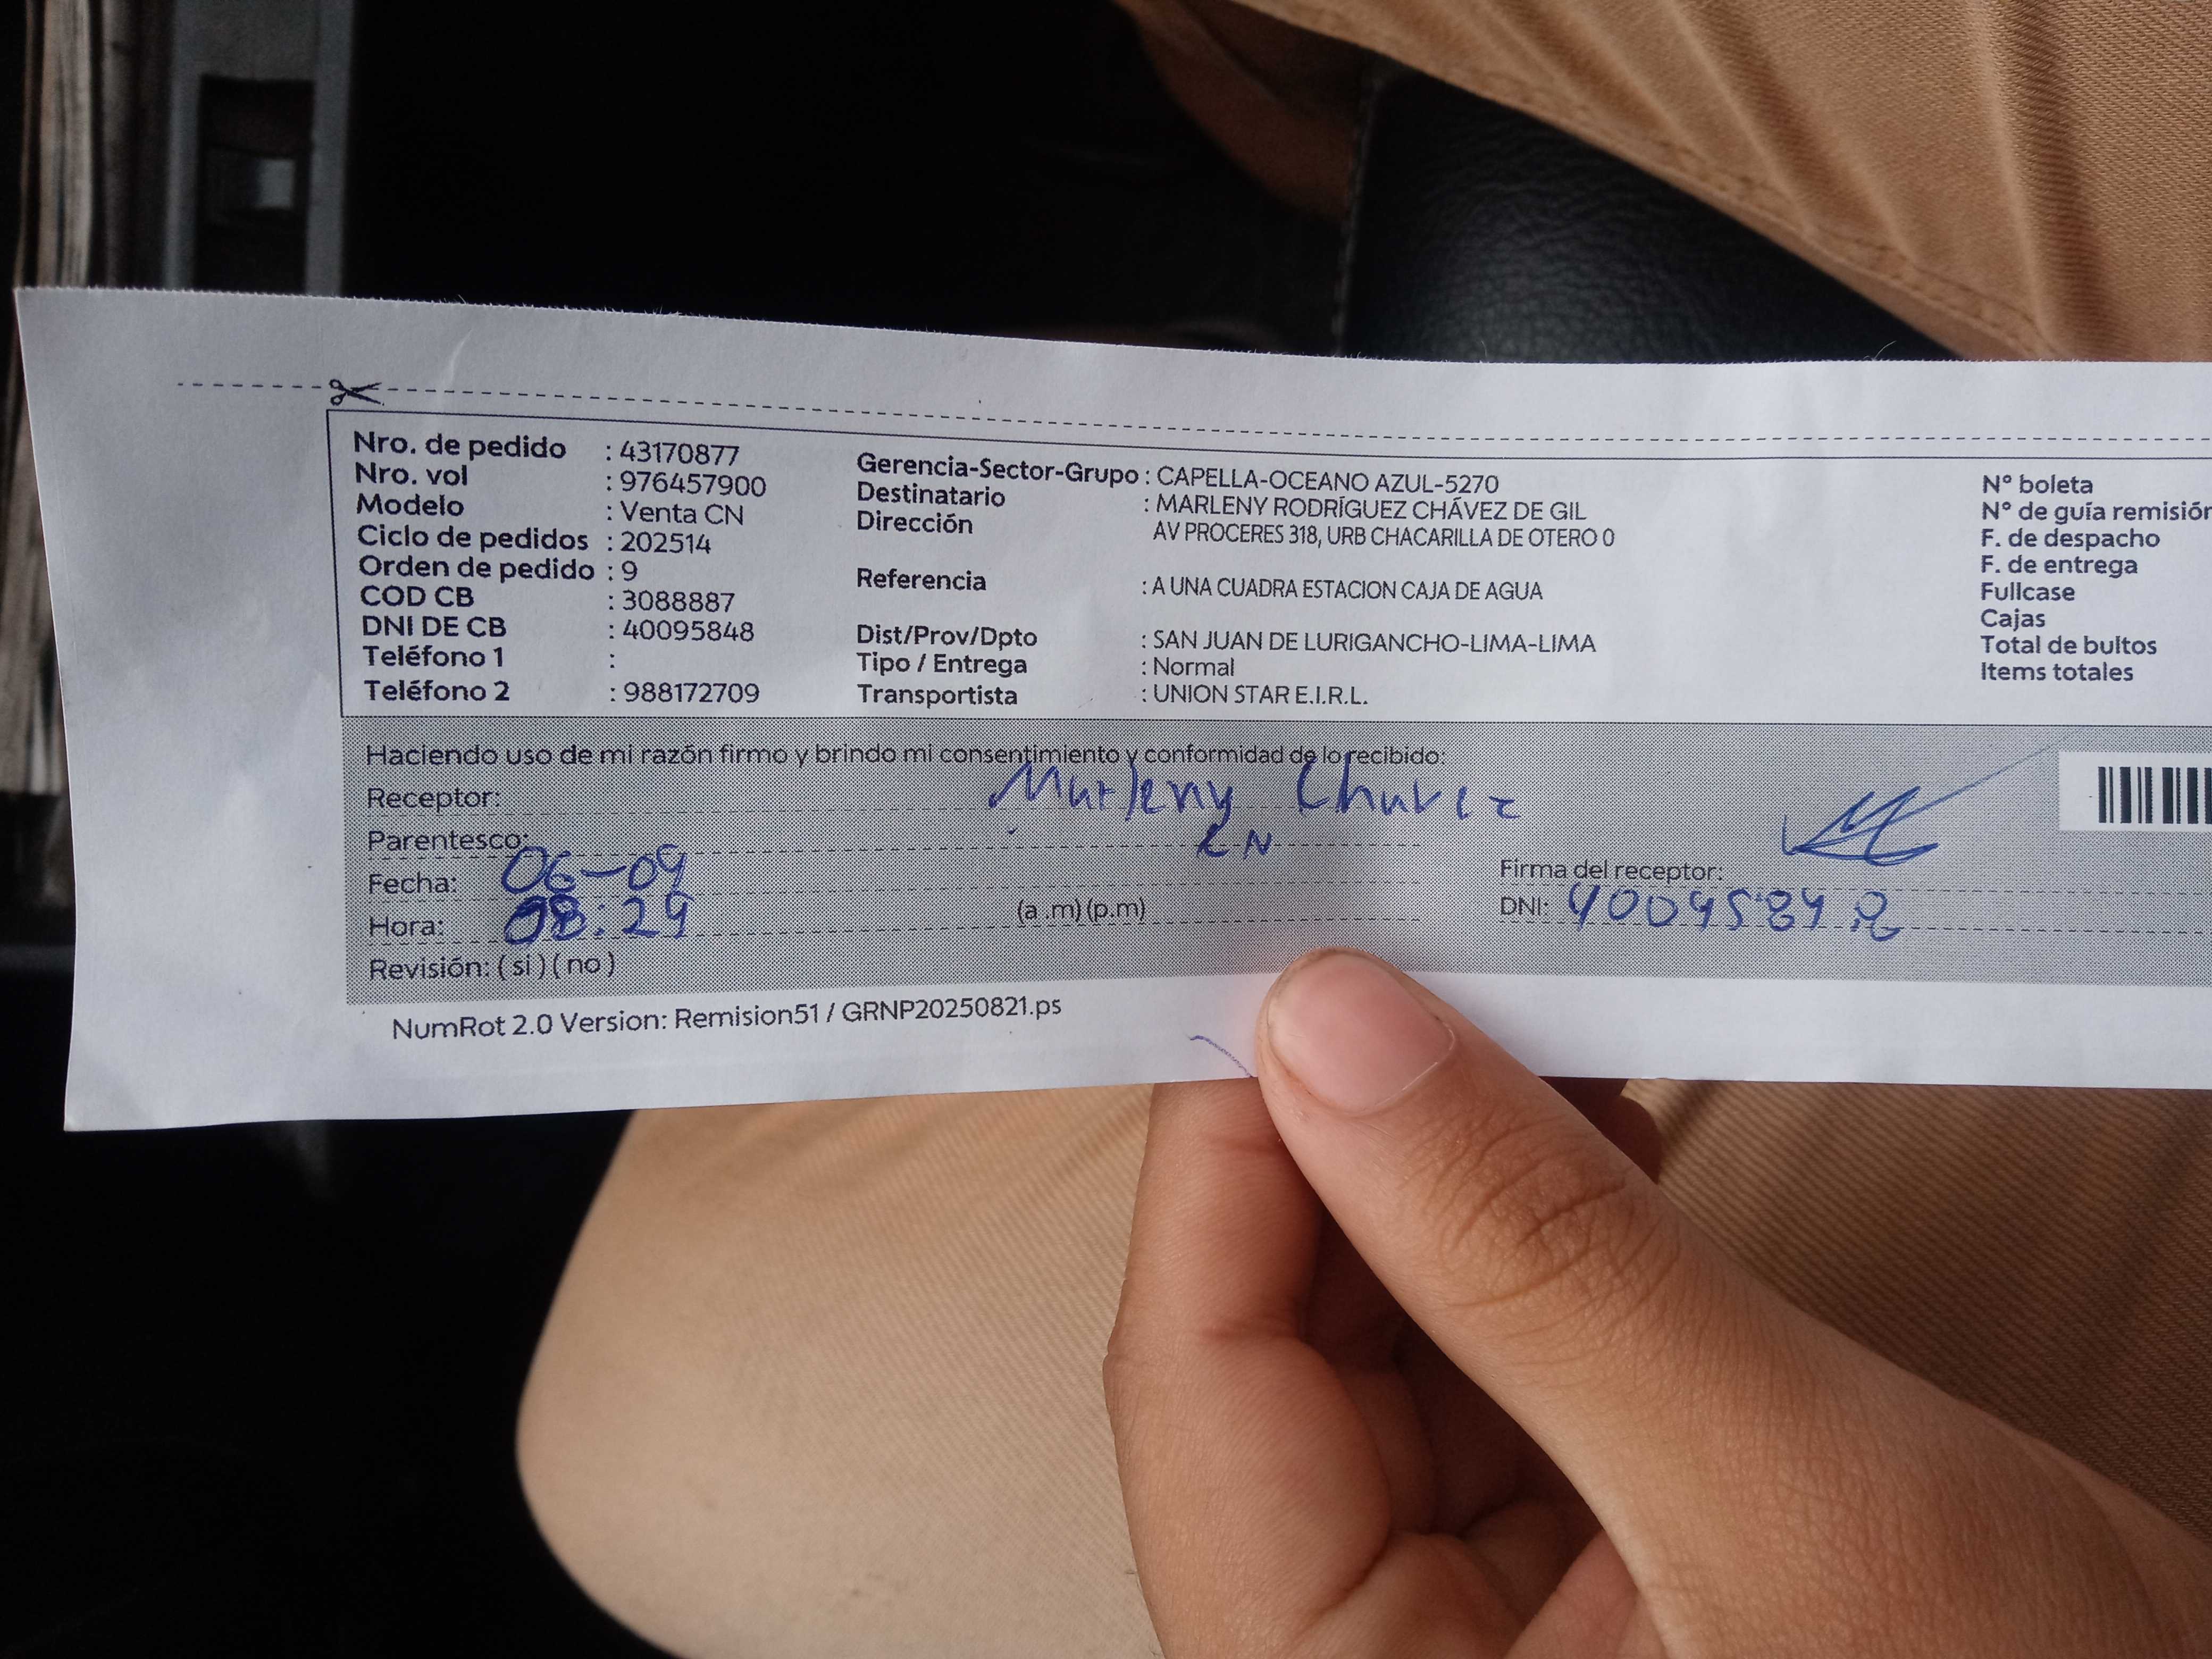 Nro. de pedido : 43170877
Nro. vol : 976457900
Modelo : Venta CN
Ciclo de pedidos : 202514
Orden de pedido : 9
COD CB : 3088887
DNI DE CB : 40095848
Teléfono 1 :
Teléfono 2 : 988172709
Gerencia-Sector-Grupo : CAPELLA-OCEANO AZUL-5270
Destinatario : MARLENY RODRÍGUEZ CHÁVEZ DE GIL
Dirección AV PROCERES 318, URB CHACARILLA DE OTERO 0
Referencia : A UNA CUADRA ESTACION CAJA DE AGUA
Dist/Prov/Dpto : SAN JUAN DE LURIGANCHO-LIMA-LIMA
Tipo / Entrega : Normal
Transportista : UNION STAR E.I.R.L.
N° boleta
N° de guía remisión
F. de despacho
F. de entrega
Fullcase
Cajas
Total de bultos
Items totales
Haciendo uso de mi razón firmo y brindo mi consentimiento y conformidad de lo recibido:
Receptor: Marleny Chavez
Parentesco:
Fecha: 06-09
Hora: 08:29 (a .m) (p.m)
Revisión: ( si ) ( no )
Firma del receptor:
DNI: 40095848
NumRot 2.0 Version: Remision51 / GRNP20250821.ps